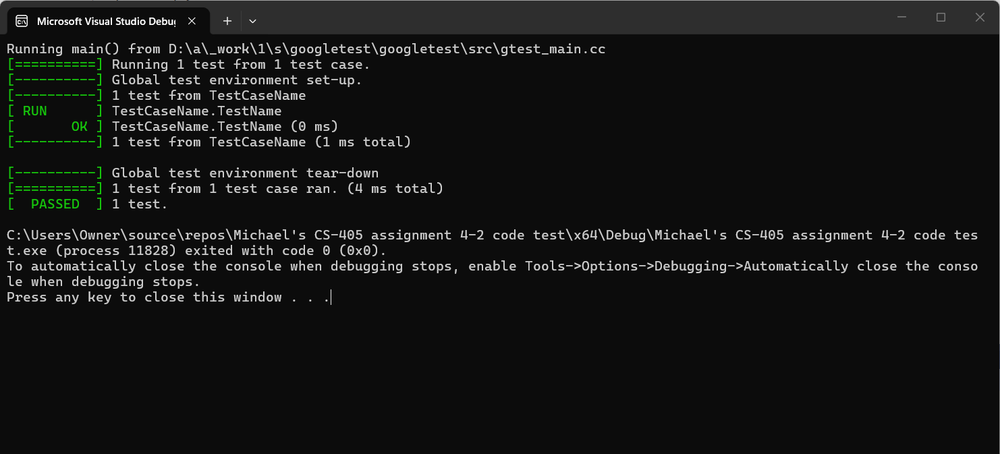 Microsoft Visual Studio Debug
Running main() from D:\a\_work\1\s\googletest\googletest\src\gtest_main.cc
[==========] Running 1 test from 1 test case.
[----------] Global test environment set-up.
[----------] 1 test from TestCaseName
[ RUN      ] TestCaseName.TestName
[       OK ] TestCaseName.TestName (0 ms)
[----------] 1 test from TestCaseName (1 ms total)
[----------] Global test environment tear-down
[==========] 1 test from 1 test case ran. (4 ms total)
[  PASSED  ] 1 test.
C:\Users\Owner\source\repos\Michael's CS-405 assignment 4-2 code test\x64\Debug\Michael's CS-405 assignment 4-2 code tes
t.exe (process 11828) exited with code 0 (0x0).
To automatically close the console when debugging stops, enable Tools->Options->Debugging->Automatically close the conso
le when debugging stops.
Press any key to close this window . . .